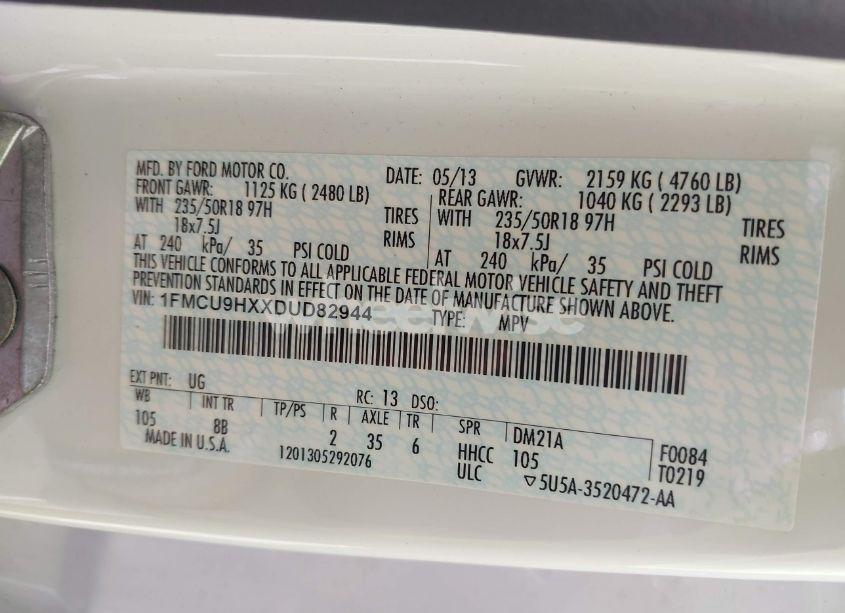 MFD. BY FORD MOTOR CO. DATE: 05/13 GVWR: 2159 KG ( 4760 LB)
FRONT GAWR: 1125 KG ( 2480 LB) REAR GAWR: 1040 KG ( 2293 LB)
WITH 235/50R18 97H TIRES WITH 235/50R18 97H TIRES
18x7.5J RIMS 18x7.5J RIMS
AT 240 kPa/ 35 PSI COLD AT 240 kPa/ 35 PSI COLD
THIS VEHICLE CONFORMS TO ALL APPLICABLE FEDERAL MOTOR VEHICLE SAFETY AND THEFT
PREVENTION STANDARDS IN EFFECT ON THE DATE OF MANUFACTURE SHOWN ABOVE.
VIN: 1FMCU9HXXDUD82944 TYPE: MPV
EXT PNT: UG RC: 13 DSO:
WB INT TR TP/PS R AXLE TR SPR DM21A F0084
105 8B 2 35 6 HHCC 105 T0219
MADE IN U.S.A. 1201305292076 ULC ▽5U5A-3520472-AA